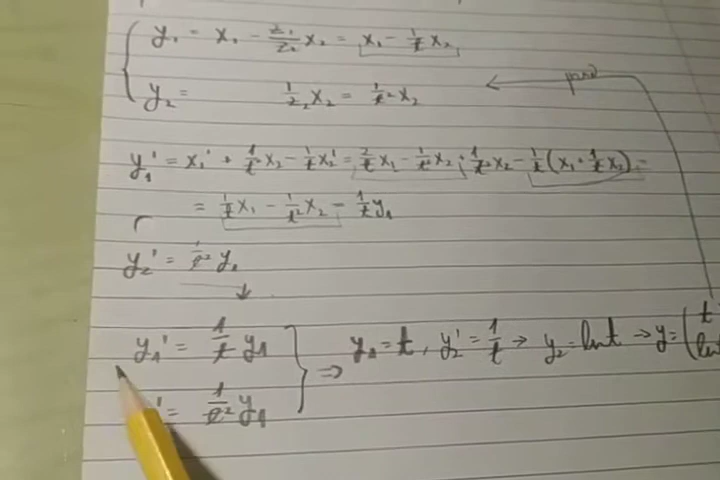 y₁ = x₁ − z₁/z₂ x₂ = x₁ − 1/t x₂
y₂ = 1/z₂ x₂ = 1/t² x₂
y₁' = x₁' + 1/t² x₂ − 1/t x₂' = 2/t x₁ − 1/t² x₂ + 1/t² x₂ − 1/t (x₁ + 1/t x₂) =
= 1/t x₁ − 1/t² x₂ = 1/t y₁
y₂' = 1/t² y₁
y₁' = 1/t y₁ ⇒ y₁ = t, y₂' = 1/t → y₂ = ln t → y = (t
' = 1/t² y₁